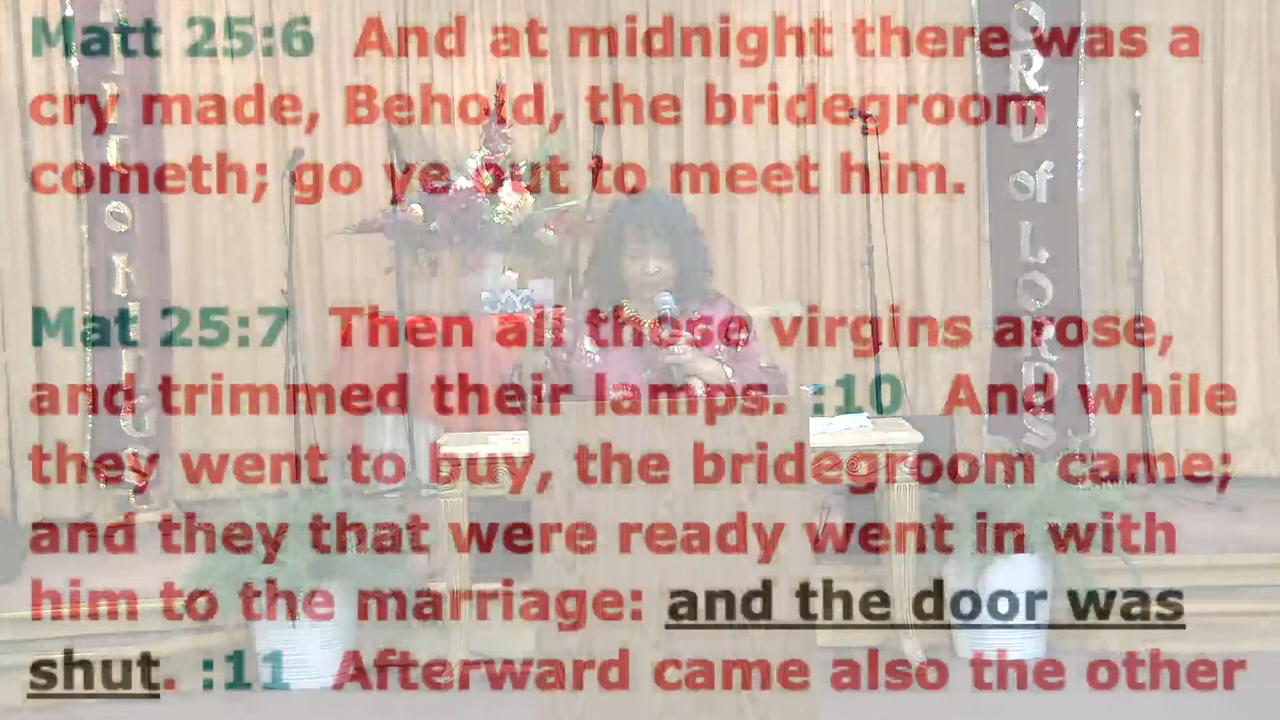 Matt 25:6 And at midnight there was a
cry made, Behold, the bridegroom
cometh; go ye out to meet him.
Mat 25:7 Then all those virgins arose,
and trimmed their lamps. :10 And while
they went to buy, the bridegroom came;
and they that were ready went in with
him to the marriage: and the door was
shut. :11 Afterward came also the other
ORD of LORDS